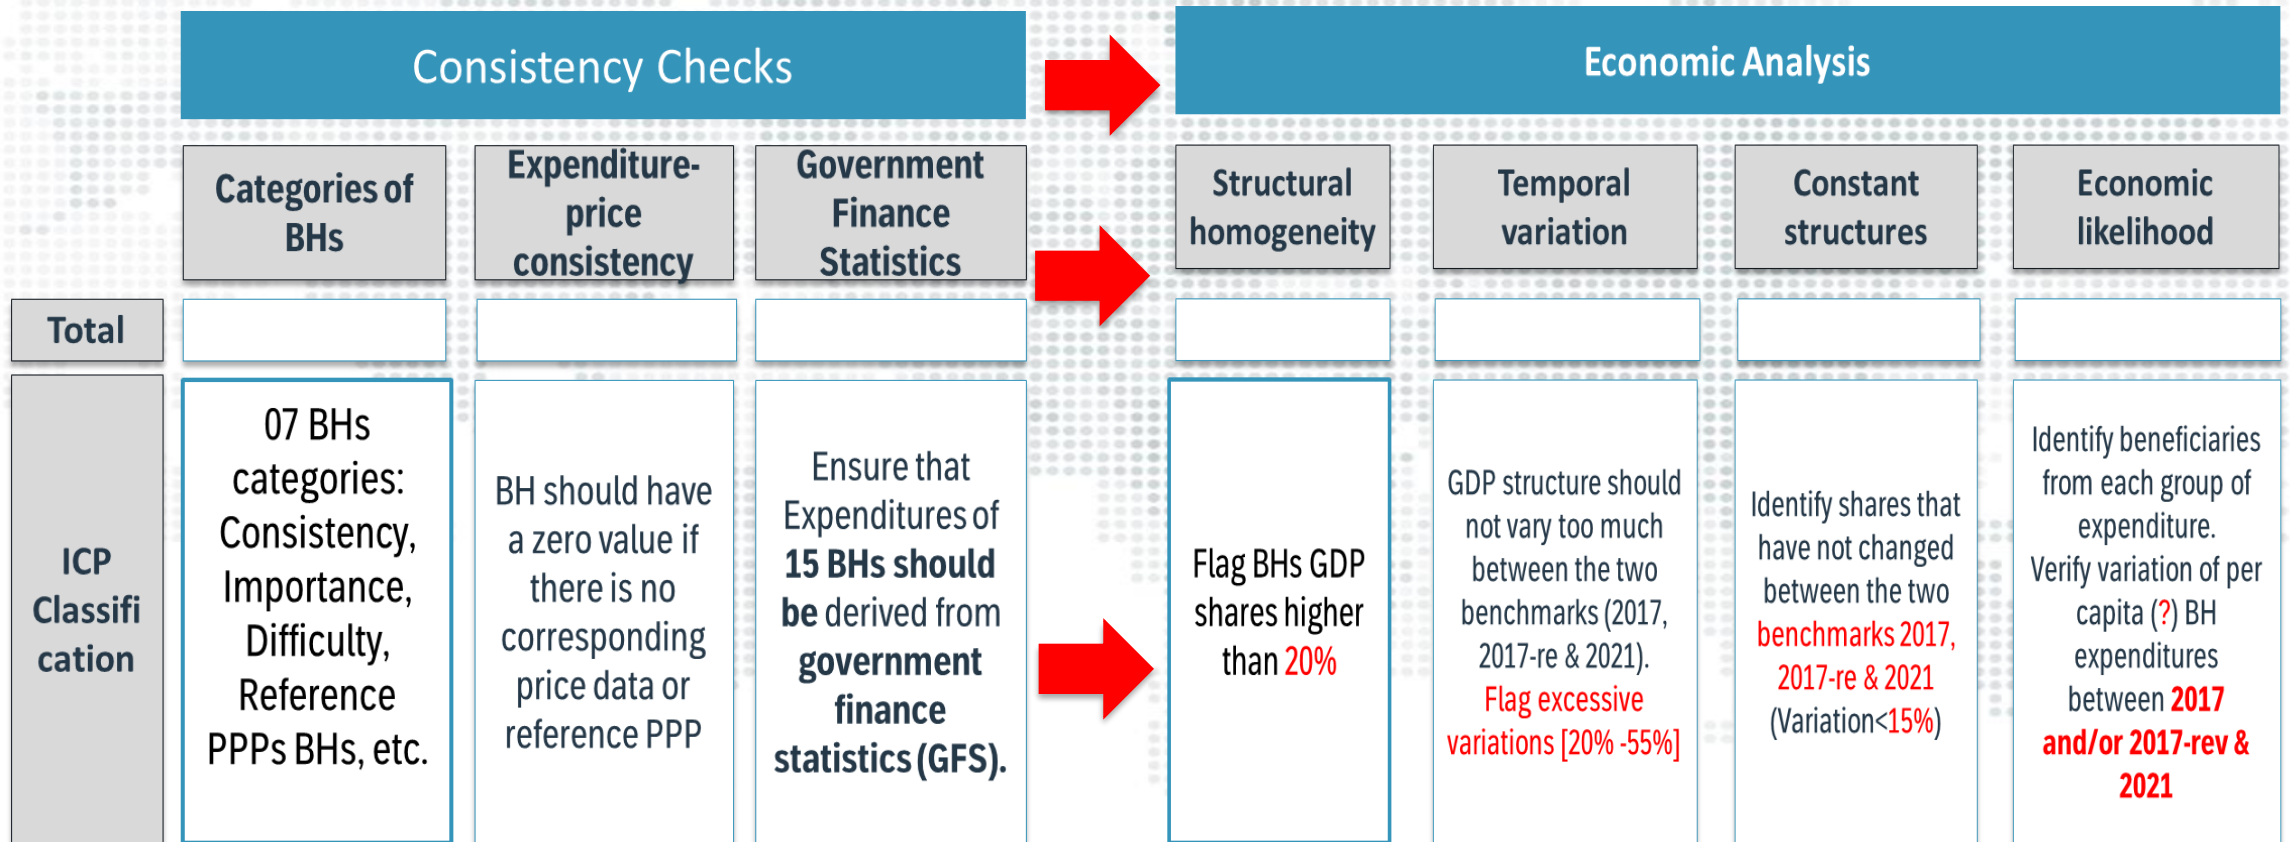 Consistency Checks
Economic Analysis
Categories of
BHs
Expenditure-
price
consistency
Government
Finance
Statistics
Structural
homogeneity
Temporal
variation
Constant
structures
Economic
likelihood
Total
ICP
Classifi
cation
07 BHs
categories:
Consistency,
Importance,
Difficulty,
Reference
PPPs BHs, etc.
BH should have
a zero value if
there is no
corresponding
price data or
reference PPP
Ensure that
Expenditures of
15 BHs should
be derived from
government
finance
statistics (GFS).
Flag BHs GDP
shares higher
than 20%
GDP structure should
not vary too much
between the two
benchmarks (2017,
2017-re & 2021).
Flag excessive
variations [20% -55%]
Identify shares that
have not changed
between the two
benchmarks 2017,
2017-re & 2021
(Variation<15%)
Identify beneficiaries
from each group of
expenditure.
Verify variation of per
capita (?) BH
expenditures
between 2017
and/or 2017-rev &
2021